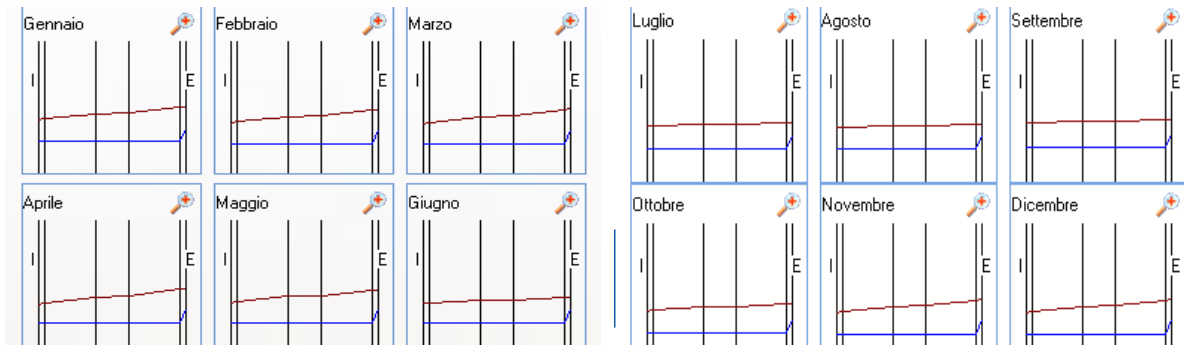 Gennaio
Febbraio
Marzo
I
E
I
E
I
E
Aprile
Maggio
Giugno
I
E
I
E
I
E
Luglio
Agosto
Settembre
I
E
I
E
I
E
Ottobre
Novembre
Dicembre
I
E
I
E
I
E